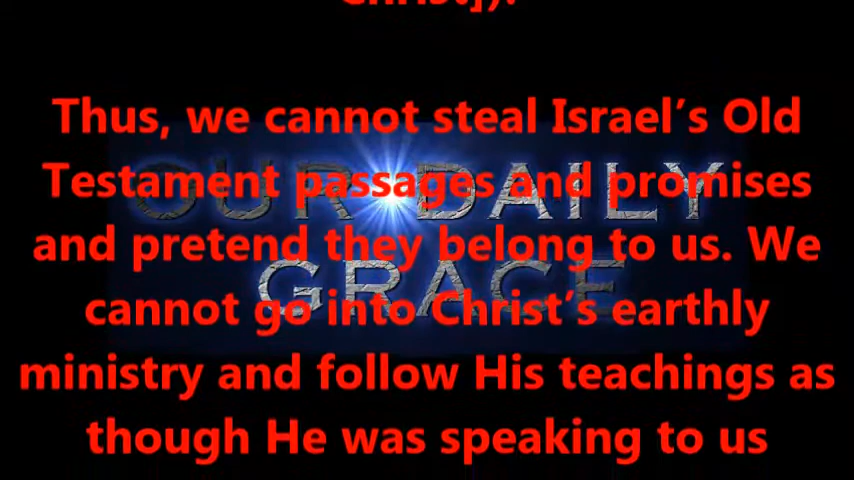 Christ]).
Thus, we cannot steal Israel’s Old
Testament passages and promises
and pretend they belong to us. We
cannot go into Christ’s earthly
ministry and follow His teachings as
though He was speaking to us
OUR DAILY
GRACE